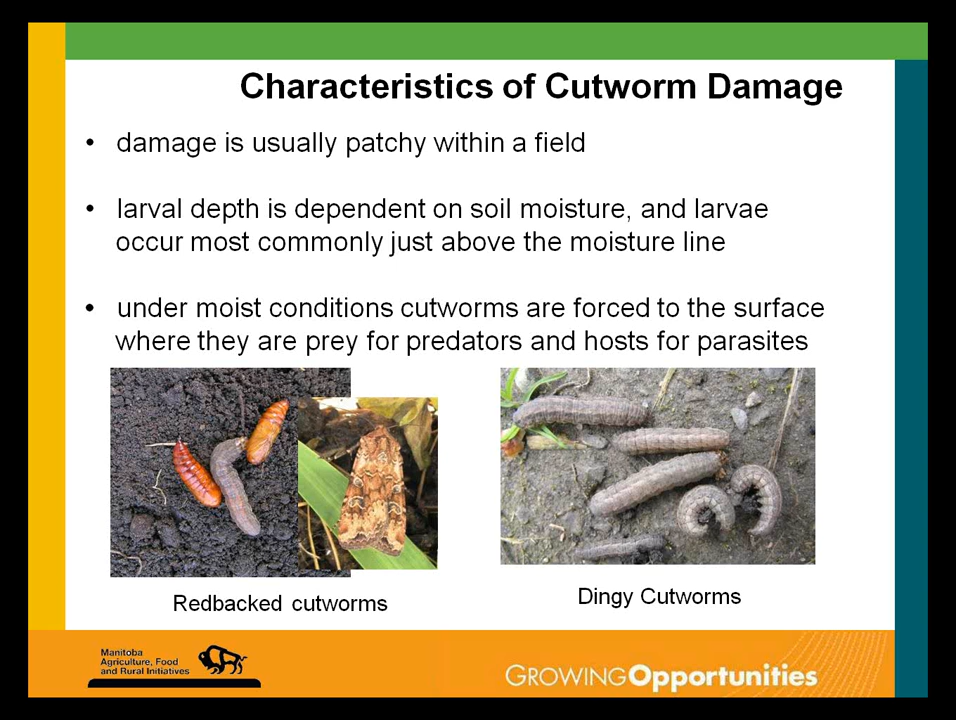 Characteristics of Cutworm Damage
• damage is usually patchy within a field
• larval depth is dependent on soil moisture, and larvae
occur most commonly just above the moisture line
• under moist conditions cutworms are forced to the surface
where they are prey for predators and hosts for parasites
Redbacked cutworms
Dingy Cutworms
Manitoba
Agriculture, Food
and Rural Initiatives
GROWING Opportunities